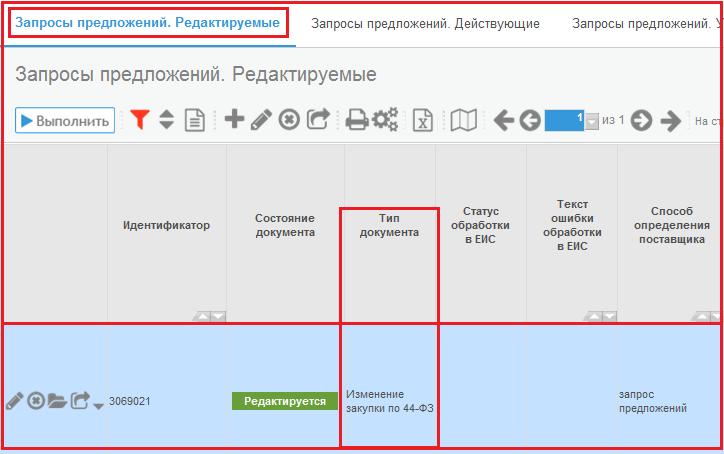 Запросы предложений. Редактируемые Запросы предложений. Действующие Запросы предложений. У
Запросы предложений. Редактируемые
Выполнить 1 из 1 На ст
Идентификатор
Состояние
документа
Тип
документа
Статус
обработки
в ЕИС
Текст
ошибки
обработки
в ЕИС
Способ
определения
поставщика
3069021
Редактируется
Изменение
закупки по 44-ФЗ
запрос
предложений